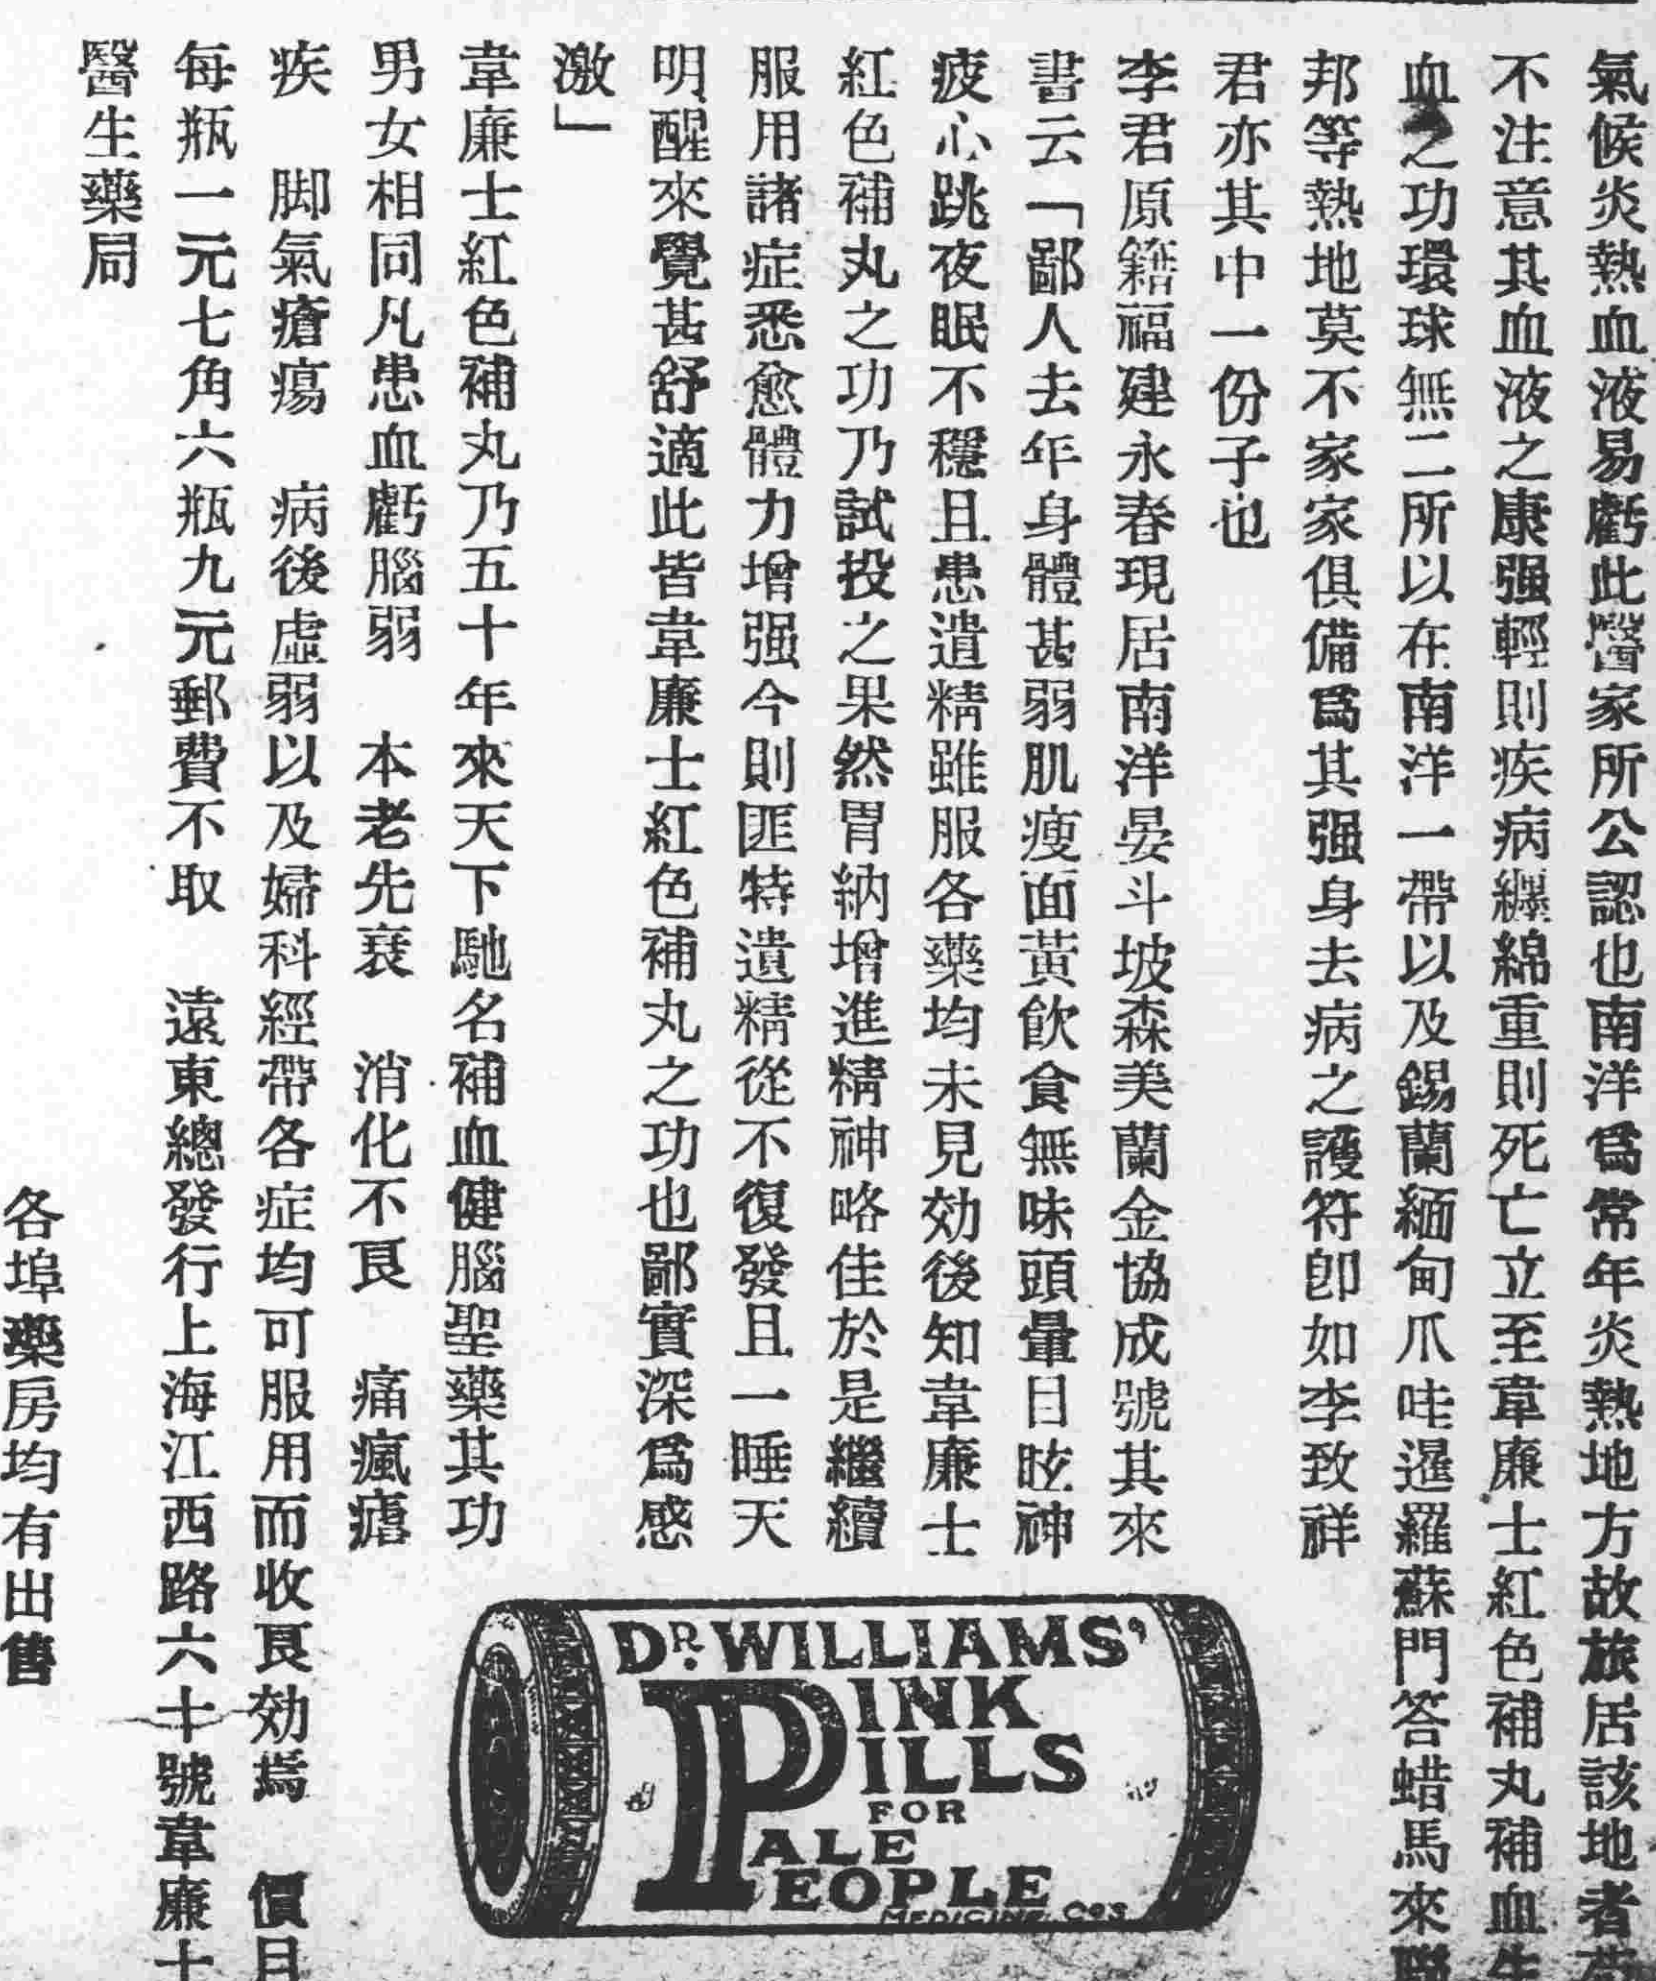 氣候炎熱血液易虧此醫家所公認也南洋爲常年炎熱地方故旅居該地者苟
不注意其血液之康强輕則疾病纏綿重則死亡立至韋廉士紅色補丸補血生
血之功環球無二所以在南洋一帶以及錫蘭緬甸爪哇暹羅蘇門答蜡馬來聯
邦等熱地莫不家家俱備爲其强身去病之護符卽如李致祥
君亦其中一份子也
李君原籍福建永春現居南洋晏斗坡森美蘭金協成號其來
書云「鄙人去年身體甚弱肌瘦面黃飮食無味頭暈目眩神
疲心跳夜眠不穩且患遺精雖服各藥均未見効後知韋廉士
紅色補丸之功乃試投之果然胃納增進精神略佳於是繼續
服用諸症悉愈體力增强今則匪特遺精從不復發且一睡天
明醒來覺甚舒適此皆韋廉士紅色補丸之功也鄙實深爲感
激」
韋廉士紅色補丸乃五十年來天下馳名補血健腦聖藥其功
男女相同凡患血虧腦弱　本老先衰　消化不良　痛瘋瘧
疾　脚氣瘡瘍　病後虛弱以及婦科經帶各症均可服用而收良効焉　價目
每瓶一元七角六瓶九元郵費不取　遠東總發行上海江西路六十號韋廉士
醫生藥局
各埠藥房均有出售
DR. WILLIAMS'
PINK
PILLS
FOR
PALE
PEOPLE
MEDICINE CO'S